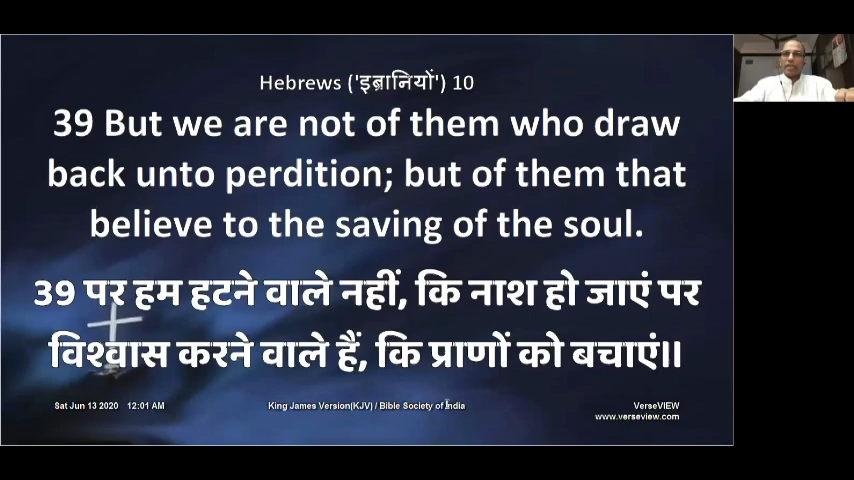 Hebrews ('इब्रानियों') 10
39 But we are not of them who draw
back unto perdition; but of them that
believe to the saving of the soul.
39 पर हम हटने वाले नहीं, कि नाश हो जाएं पर
विश्वास करने वाले हैं, कि प्राणों को बचाएं॥
Sat Jun 13 2020 12:01 AM
King James Version(KJV) / Bible Society of India
VerseVIEW
www.verseview.com